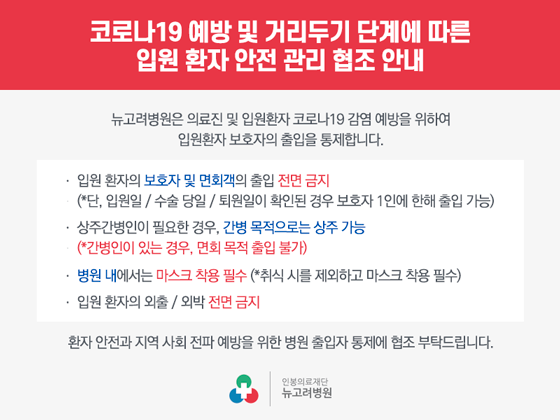 코로나19 예방 및 거리두기 단계에 따른
입원 환자 안전 관리 협조 안내
뉴고려병원은 의료진 및 입원환자 코로나19 감염 예방을 위하여
입원환자 보호자의 출입을 통제합니다.
· 입원 환자의 보호자 및 면회객의 출입 전면 금지
(*단, 입원일 / 수술 당일 / 퇴원일이 확인된 경우 보호자 1인에 한해 출입 가능)
· 상주간병인이 필요한 경우, 간병 목적으로는 상주 가능
(*간병인이 있는 경우, 면회 목적 출입 불가)
· 병원 내에서는 마스크 착용 필수 (*취식 시를 제외하고 마스크 착용 필수)
· 입원 환자의 외출 / 외박 전면 금지
환자 안전과 지역 사회 전파 예방을 위한 병원 출입자 통제에 협조 부탁드립니다.
인봉의료재단
뉴고려병원